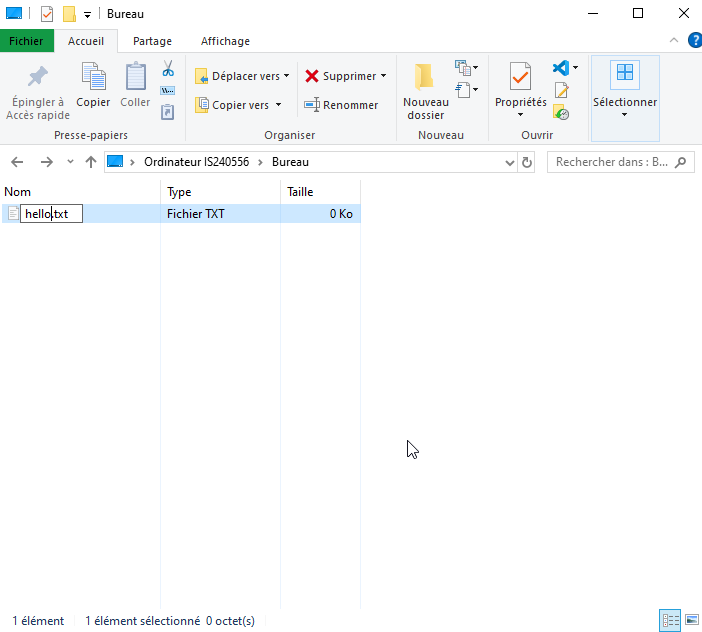 Bureau
Fichier Accueil Partage Affichage
Épingler à Accès rapide
Copier
Coller
Presse-papiers
Déplacer vers
Copier vers
Supprimer
Renommer
Organiser
Nouveau dossier
Nouveau
Propriétés
Ouvrir
Sélectionner
Ordinateur IS240556 Bureau
Rechercher dans : B...
Nom Type Taille
hello.txt Fichier TXT 0 Ko
1 élément 1 élément sélectionné 0 octet(s)